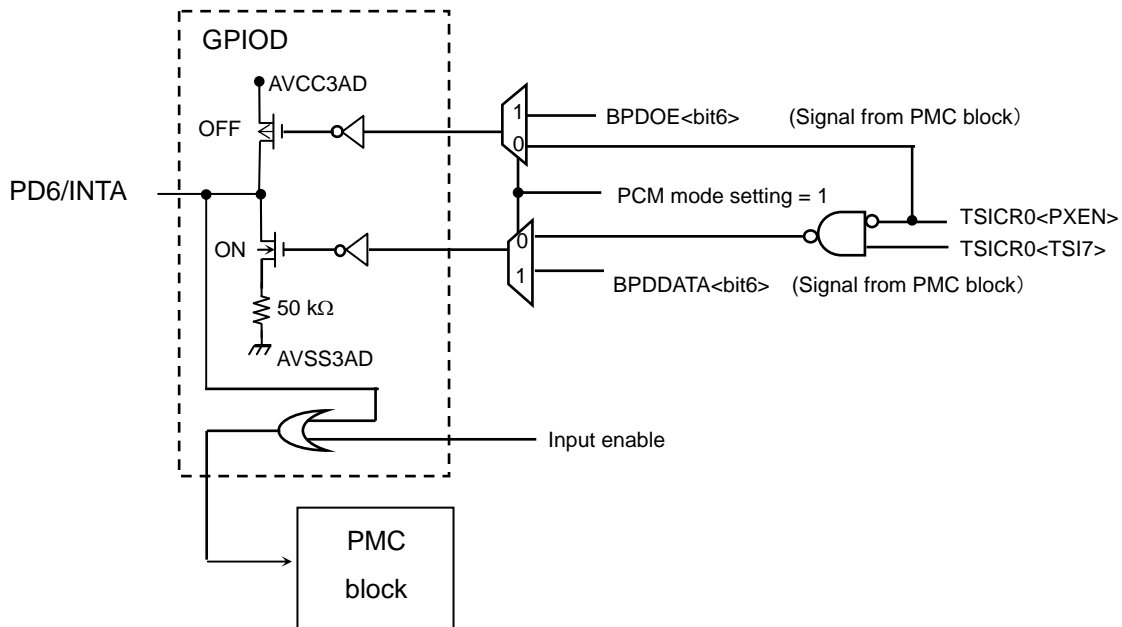 GPIOD
AVCC3AD
OFF
1
0
BPDOE<bit6> (Signal from PMC block）
PD6/INTA
PCM mode setting = 1
TSICR0<PXEN>
TSICR0<TSI7>
ON
0
1
BPDDATA<bit6> (Signal from PMC block）
50 kΩ
AVSS3AD
Input enable
PMC
block